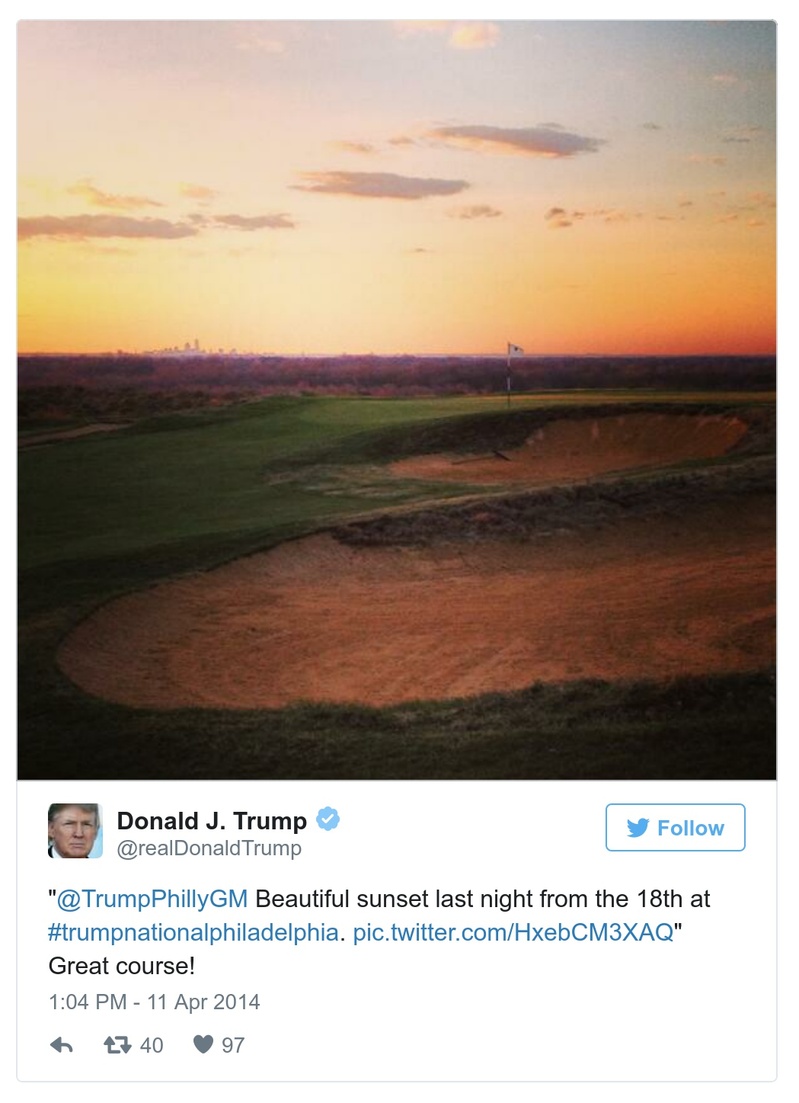 Donald J. Trump
@realDonaldTrump
Follow
"@TrumpPhillyGM Beautiful sunset last night from the 18th at
#trumpnationalphiladelphia. pic.twitter.com/HxebCM3XAQ"
Great course!
1:04 PM - 11 Apr 2014
40 97